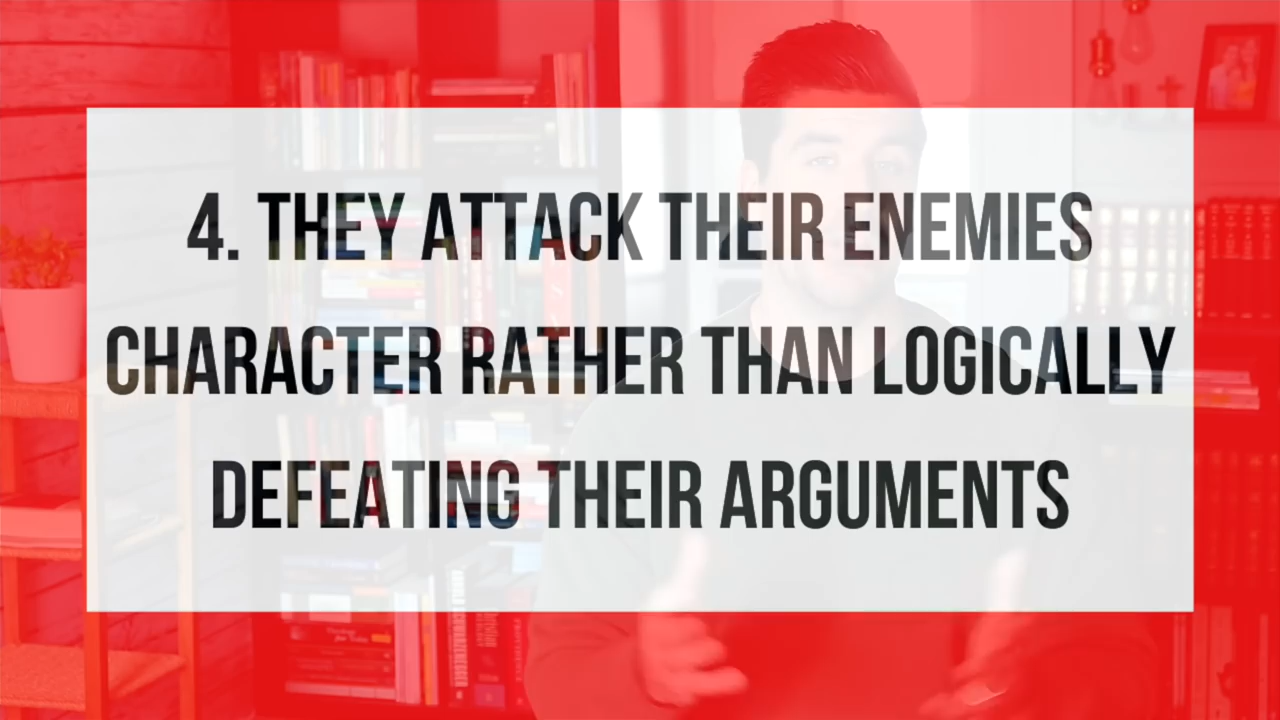 4. THEY ATTACK THEIR ENEMIES
CHARACTER RATHER THAN LOGICALLY
DEFEATING THEIR ARGUMENTS